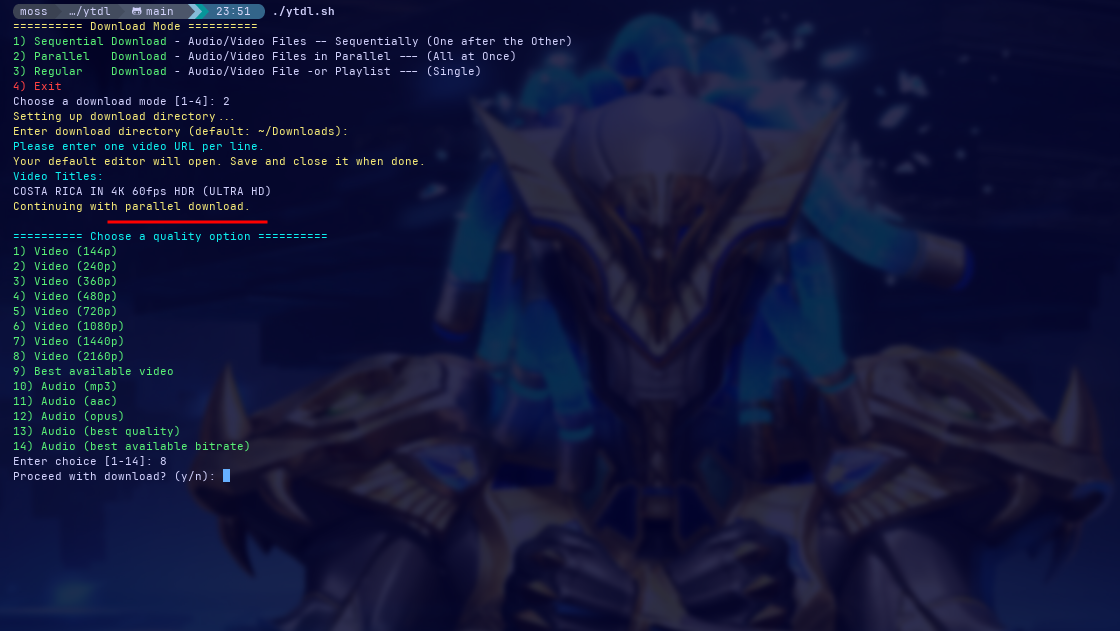 moss …/ytdl main 23:51 ./ytdl.sh
========== Download Mode ==========
1) Sequential Download - Audio/Video Files -- Sequentially (One after the Other)
2) Parallel   Download - Audio/Video Files in Parallel --- (All at Once)
3) Regular    Download - Audio/Video File -or Playlist --- (Single)
4) Exit
Choose a download mode [1-4]: 2
Setting up download directory...
Enter download directory (default: ~/Downloads):
Please enter one video URL per line.
Your default editor will open. Save and close it when done.
Video Titles:
COSTA RICA IN 4K 60fps HDR (ULTRA HD)
Continuing with parallel download.
========== Choose a quality option ==========
1) Video (144p)
2) Video (240p)
3) Video (360p)
4) Video (480p)
5) Video (720p)
6) Video (1080p)
7) Video (1440p)
8) Video (2160p)
9) Best available video
10) Audio (mp3)
11) Audio (aac)
12) Audio (opus)
13) Audio (best quality)
14) Audio (best available bitrate)
Enter choice [1-14]: 8
Proceed with download? (y/n):